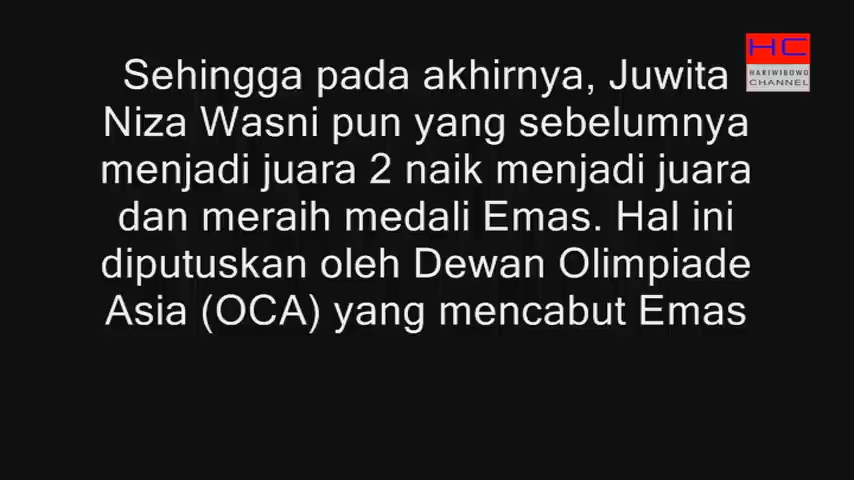 HC
HARIWIBOWO
CHANNEL
Sehingga pada akhirnya, Juwita
Niza Wasni pun yang sebelumnya
menjadi juara 2 naik menjadi juara
dan meraih medali Emas. Hal ini
diputuskan oleh Dewan Olimpiade
Asia (OCA) yang mencabut Emas